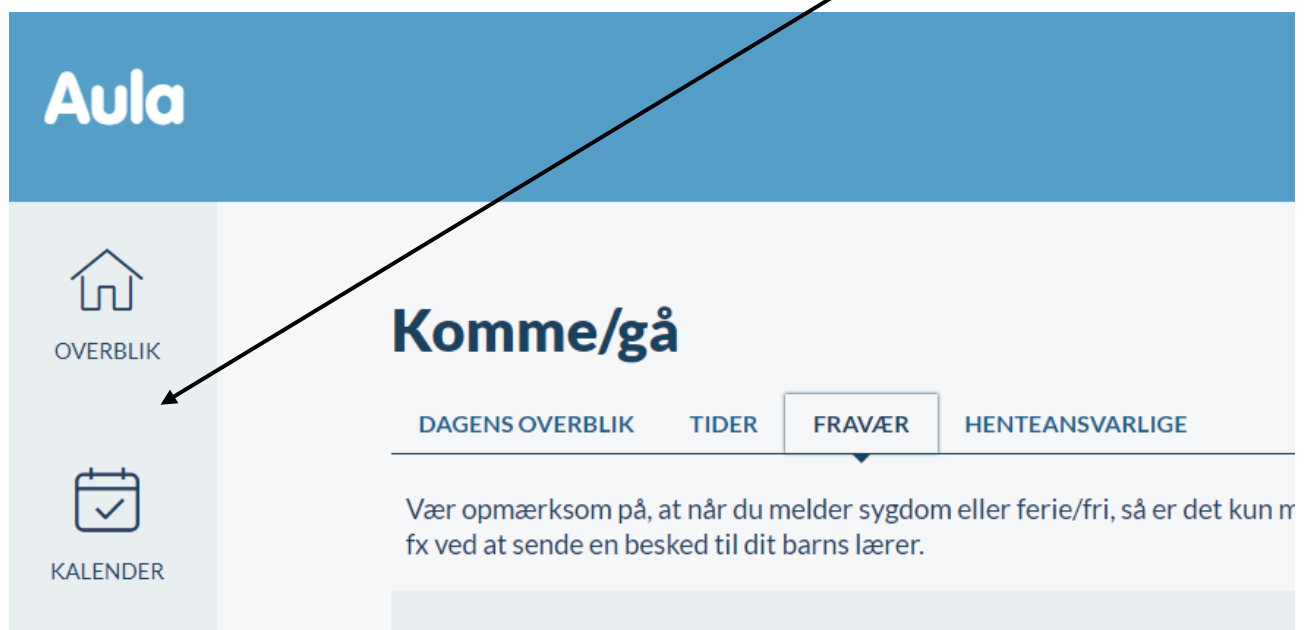 Aula
OVERBLIK
KALENDER
Komme/gå
DAGENS OVERBLIK TIDER FRAVÆR HENTEANSVARLIGE
Vær opmærksom på, at når du melder sygdom eller ferie/fri, så er det kun
fx ved at sende en besked til dit barns lærer.